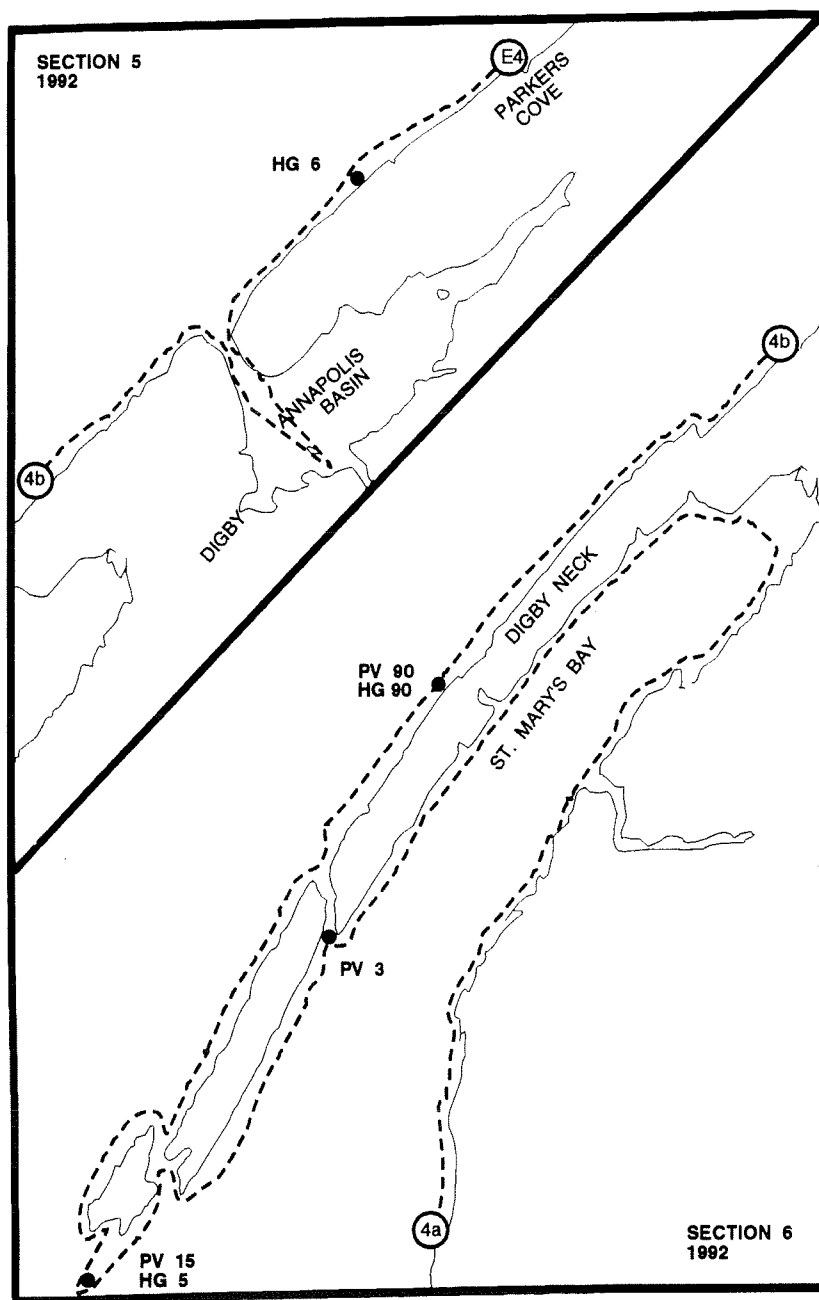 SECTION 5
1992
E4
PARKERS
COVE
HG 6
ANNAPOLIS
BASIN
4b
DIGBY
4b
DIGBY NECK
PV 90
HG 90
ST. MARY'S BAY
PV 3
4a
SECTION 6
1992
PV 15
HG 5